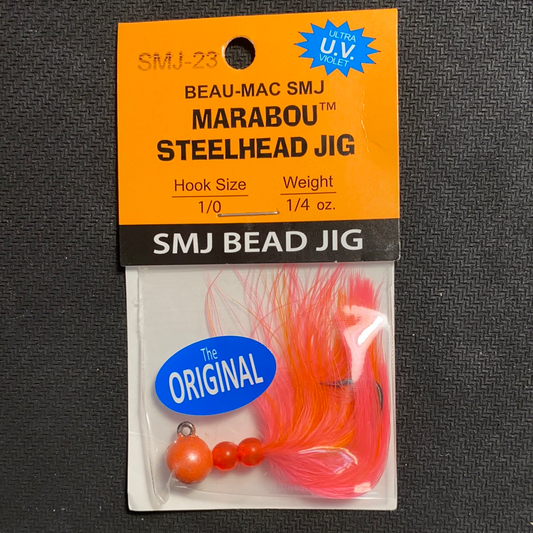 SMJ-23
ULTRA
U.V.
VIOLET
BEAU-MAC SMJ
MARABOU™
STEELHEAD JIG
Hook Size Weight
1/0 1/4 oz.
SMJ BEAD JIG
The
ORIGINAL